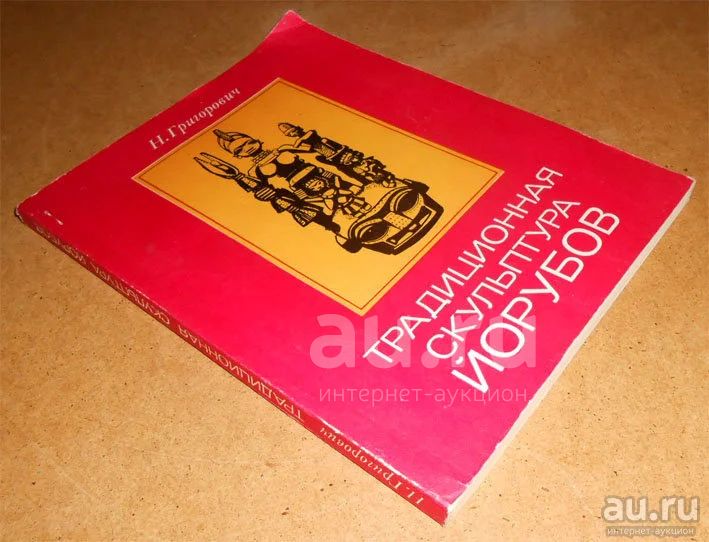 Н. Григорович
ТРАДИЦИОННАЯ
СКУЛЬПТУРА
ЙОРУБОВ
Н. Григорович ТРАДИЦИОННАЯ СКУЛЬПТУРА ЙОРУБОВ
au.ru
интернет-аукцион
au.ru
интернет-аукцион